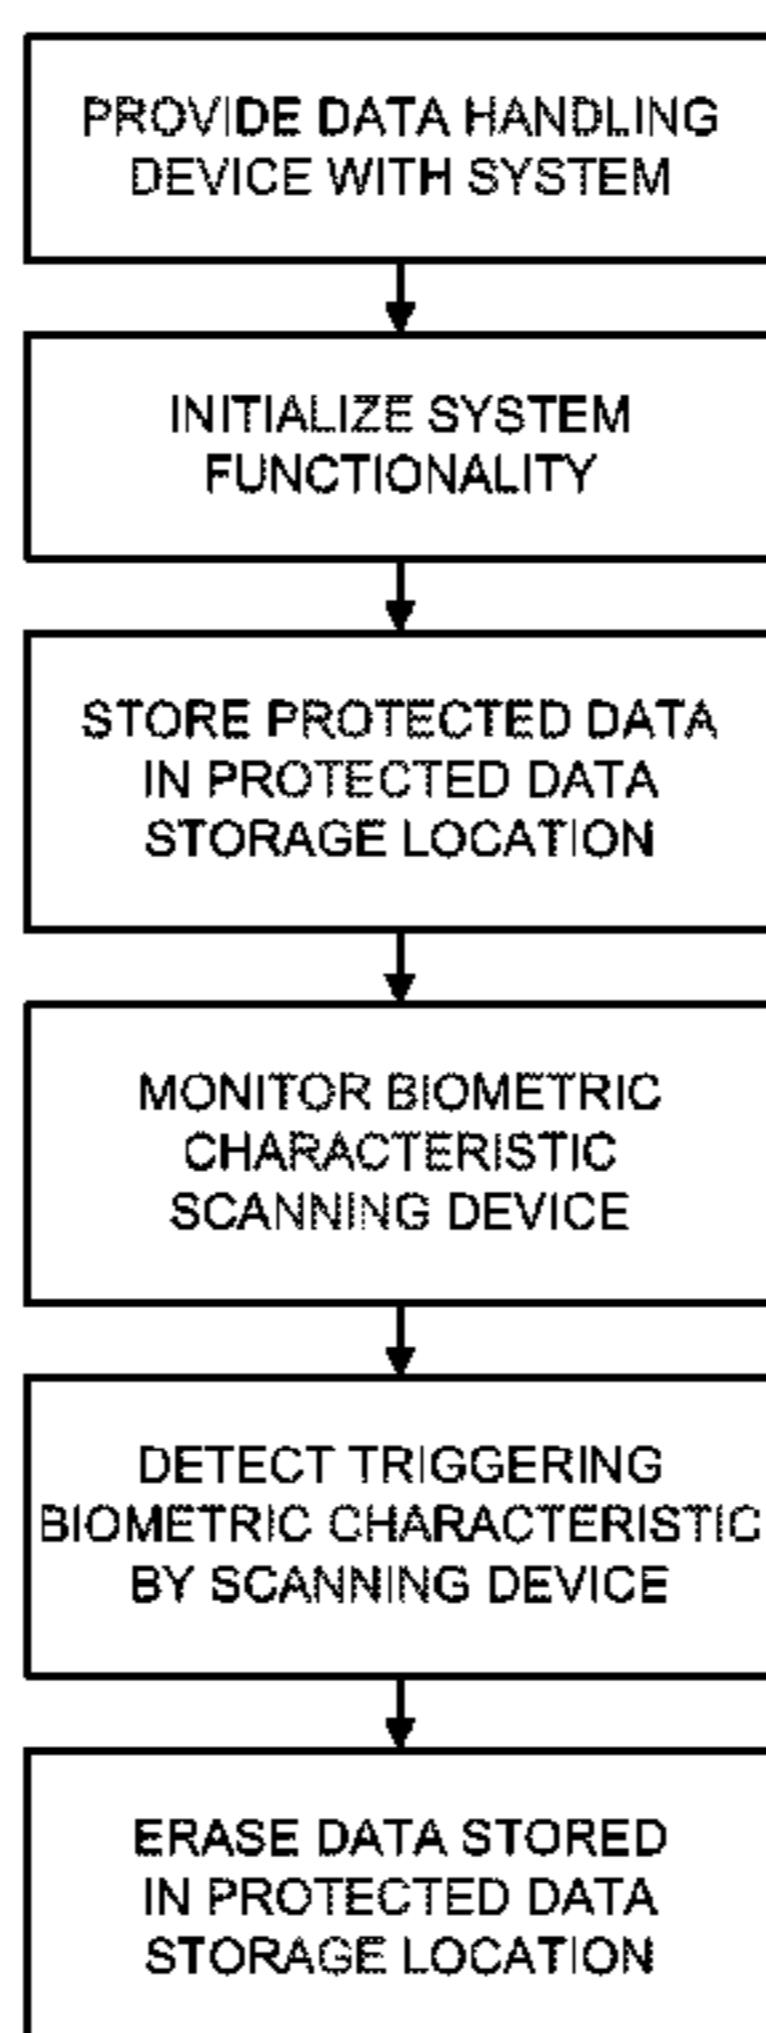 PROVIDE DATA HANDLING
DEVICE WITH SYSTEM
INITIALIZE SYSTEM
FUNCTIONALITY
STORE PROTECTED DATA
IN PROTECTED DATA
STORAGE LOCATION
MONITOR BIOMETRIC
CHARACTERISTIC
SCANNING DEVICE
DETECT TRIGGERING
BIOMETRIC CHARACTERISTIC
BY SCANNING DEVICE
ERASE DATA STORED
IN PROTECTED DATA
STORAGE LOCATION